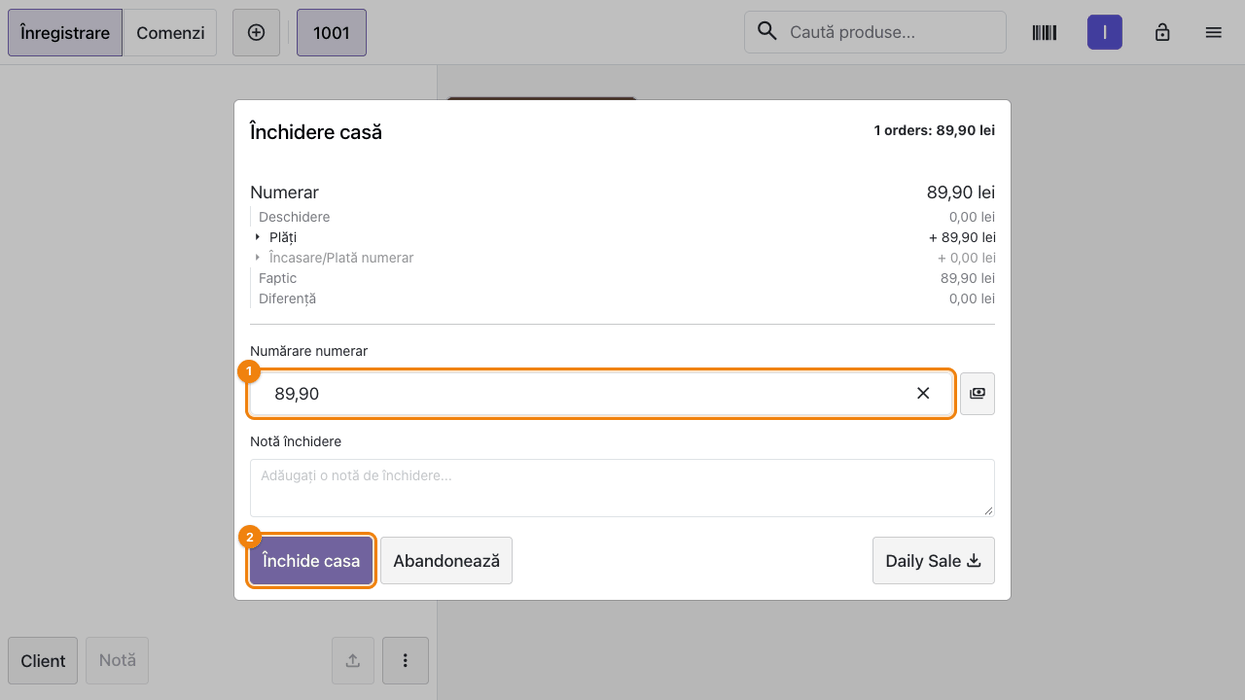 Înregistrare Comenzi 1001 Caută produse... I
Închidere casă 1 orders: 89,90 lei
Numerar 89,90 lei
Deschidere 0,00 lei
Plăți + 89,90 lei
Încasare/Plată numerar + 0,00 lei
Faptic 89,90 lei
Diferență 0,00 lei
Numărare numerar
1
89,90
Notă închidere
Adăugați o notă de închidere...
2
Închide casa Abandonează Daily Sale
Client Notă